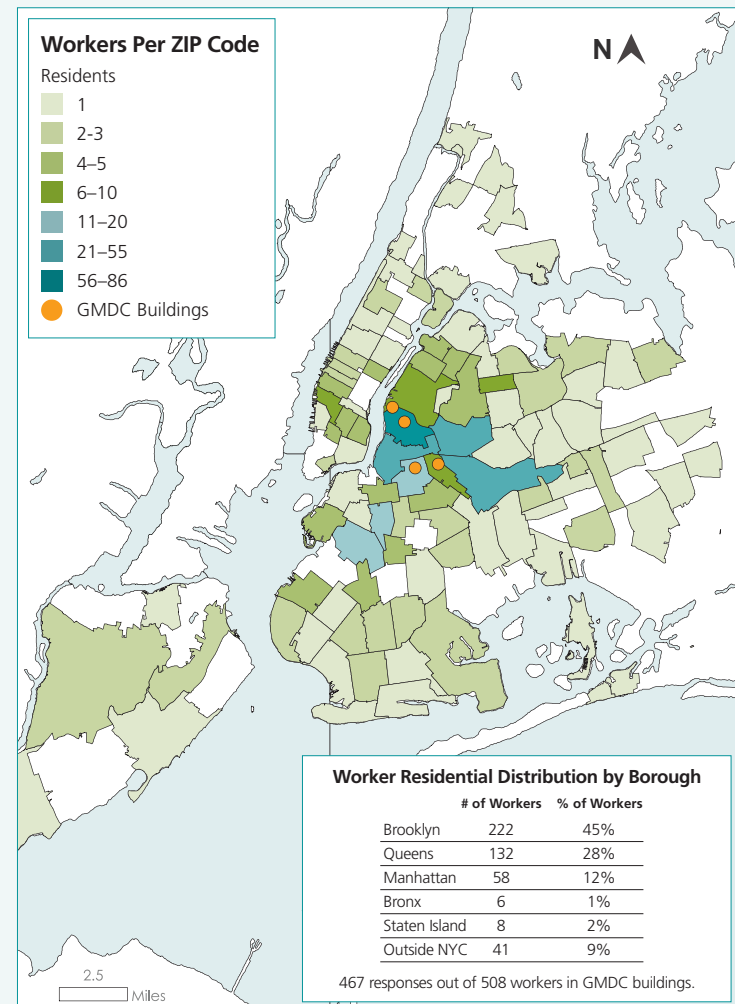 Workers Per ZIP Code
Residents
1
2-3
4–5
6–10
11–20
21–55
56–86
GMDC Buildings
N
Worker Residential Distribution by Borough
# of Workers % of Workers
Brooklyn 222 45%
Queens 132 28%
Manhattan 58 12%
Bronx 6 1%
Staten Island 8 2%
Outside NYC 41 9%
467 responses out of 508 workers in GMDC buildings.
2.5
Miles